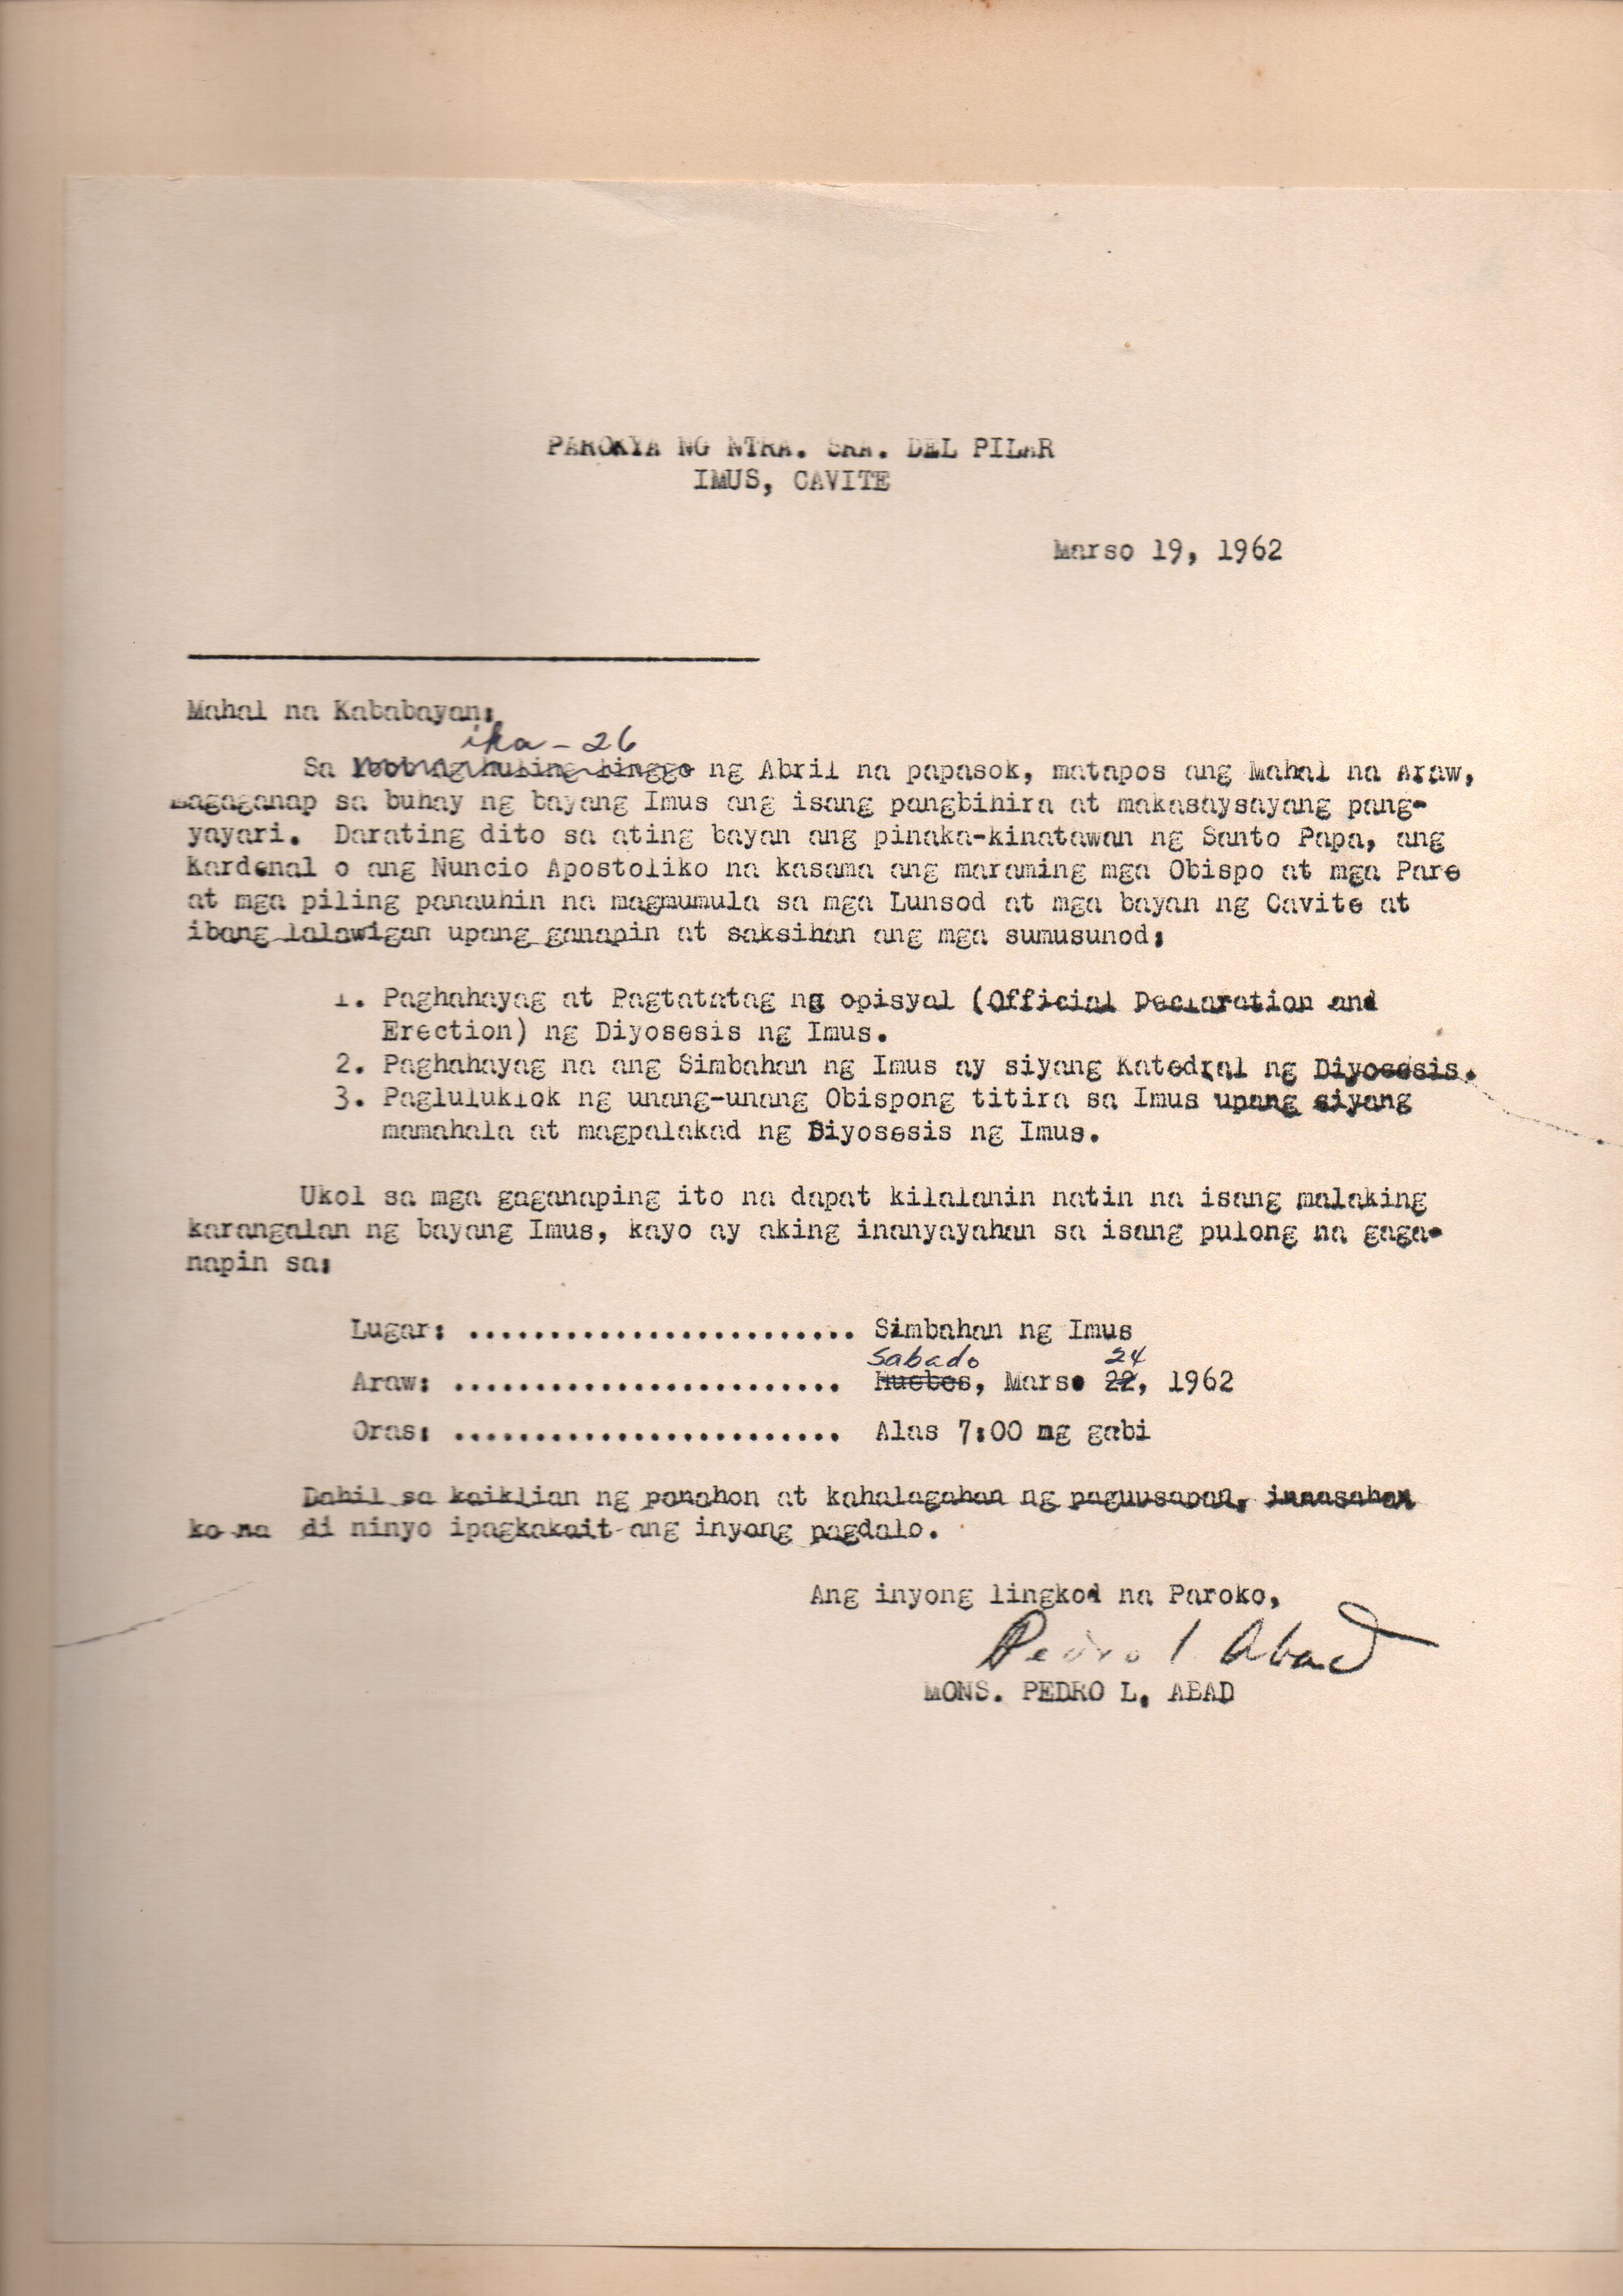 PAROKYA NG NTRA. SRA. DEL PILAR
IMUS, CAVITE
Marso 19, 1962
Mahal na Kababayan:
ika-26
Sa loob ng huling linggo ng Abril na papasok, matapos ang Mahal na Araw,
magaganap sa buhay ng bayang Imus ang isang pangbihira at makasaysayang pang-
yayari. Darating dito sa ating bayan ang pinaka-kinatawan ng Santo Papa, ang
Kardenal o ang Nuncio Apostoliko na kasama ang maraming mga Obispo at mga Pare
at mga piling panauhin na magmumula sa mga Lunsod at mga bayan ng Cavite at
ibang lalawigan upang ganapin at saksihan ang mga sumusunod:
1. Paghahayag at Pagtatatag ng opisyal (Official Declaration and
Erection) ng Diyosesis ng Imus.
2. Paghahayag na ang Simbahan ng Imus ay siyang Katedral ng Diyosesis.
3. Pagluluklok ng unang-unang Obispong titira sa Imus upang siyang
mamahala at magpalakad ng Diyosesis ng Imus.
Ukol sa mga gaganaping ito na dapat kilalanin natin na isang malaking
karangalan ng bayang Imus, kayo ay aking inanyayahan sa isang pulong na gaga-
napin sa:
Lugar: ........................ Simbahan ng Imus
Sabado 24
Araw: ........................ Huebes, Marso 22, 1962
Oras: ........................ Alas 7:00 ng gabi
Dahil sa kaiklian ng panahon at kahalagahan ng paguusapan, inaasahan
ko na di ninyo ipagkakait ang inyong pagdalo.
Ang inyong lingkod na Paroko,
Pedro L Abad
MONS. PEDRO L. ABAD